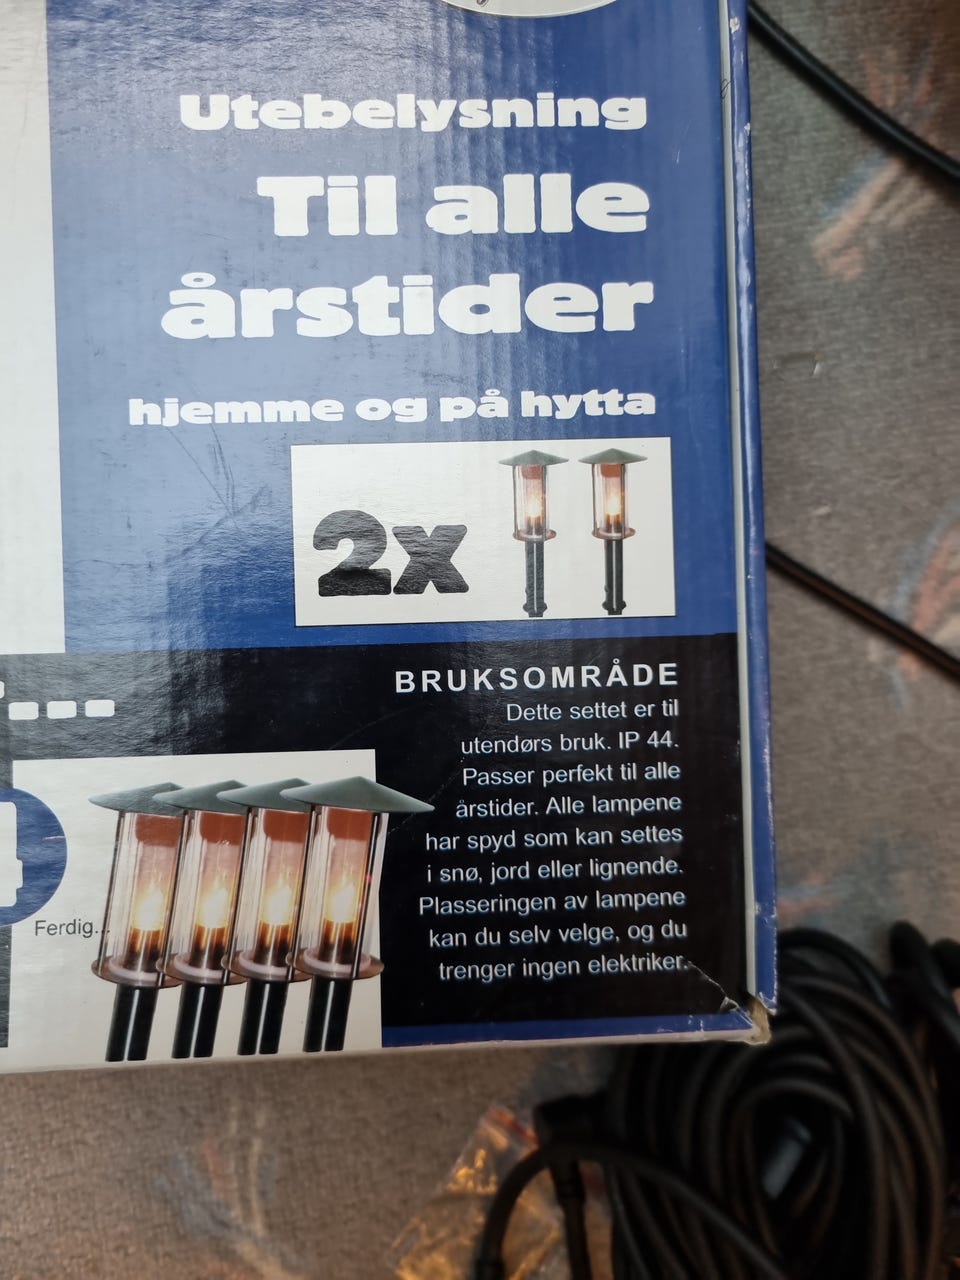 Utebelysning
Til alle
årstider
hjemme og på hytta
2x
BRUKSOMRÅDE
Dette settet er til
utendørs bruk. IP 44.
Passer perfekt til alle
årstider. Alle lampene
har spyd som kan settes
i snø, jord eller lignende.
Plasseringen av lampene
kan du selv velge, og du
trenger ingen elektriker.
Ferdig...